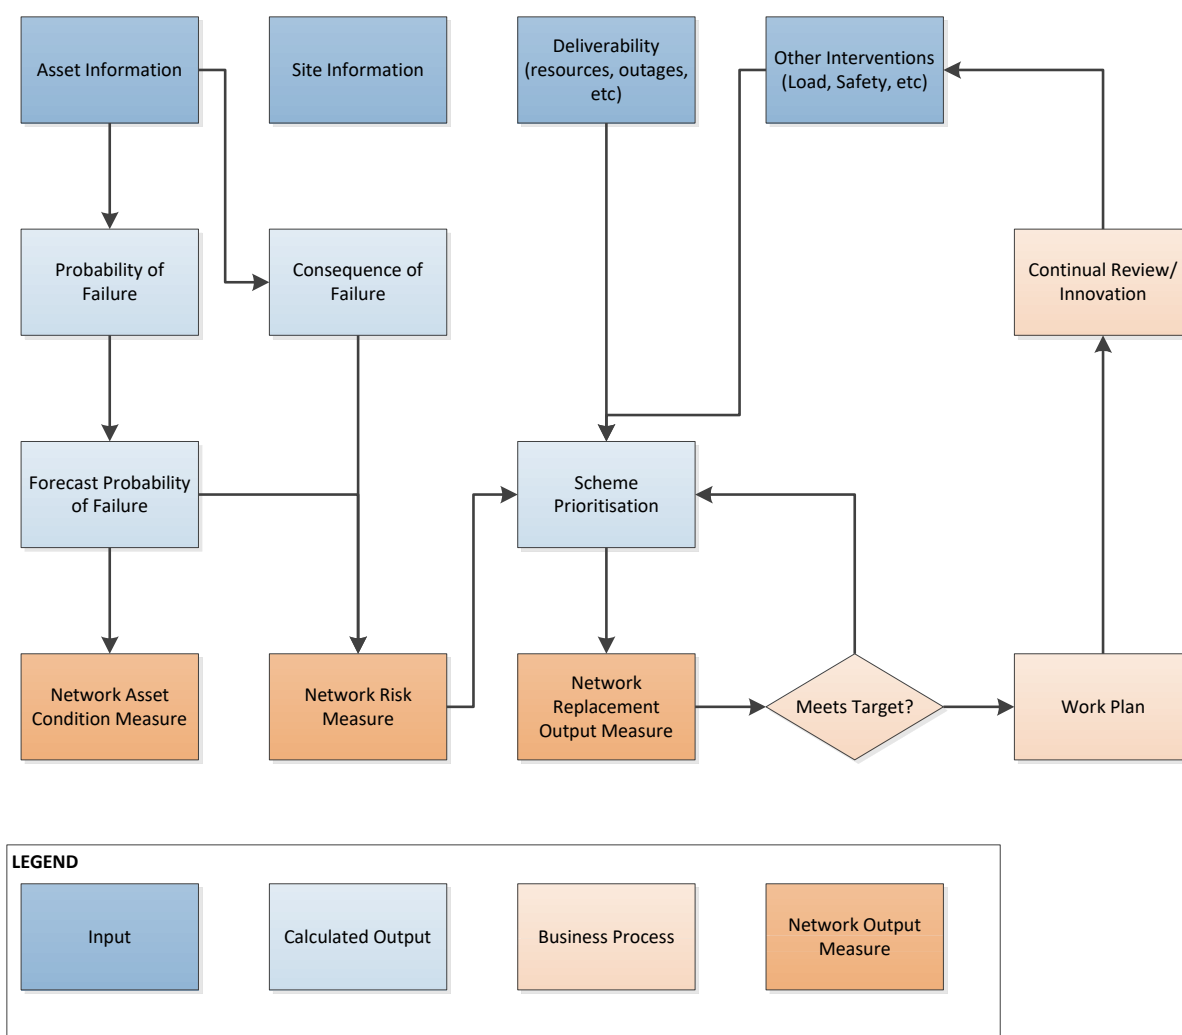 Asset Information
Site Information
Deliverability
(resources, outages,
etc)
Other Interventions
(Load, Safety, etc)
Probability of
Failure
Consequence of
Failure
Continual Review/
Innovation
Forecast Probability
of Failure
Scheme
Prioritisation
Network Asset
Condition Measure
Network Risk
Measure
Network
Replacement
Output Measure
Meets Target?
Work Plan
LEGEND
Input
Calculated Output
Business Process
Network Output
Measure